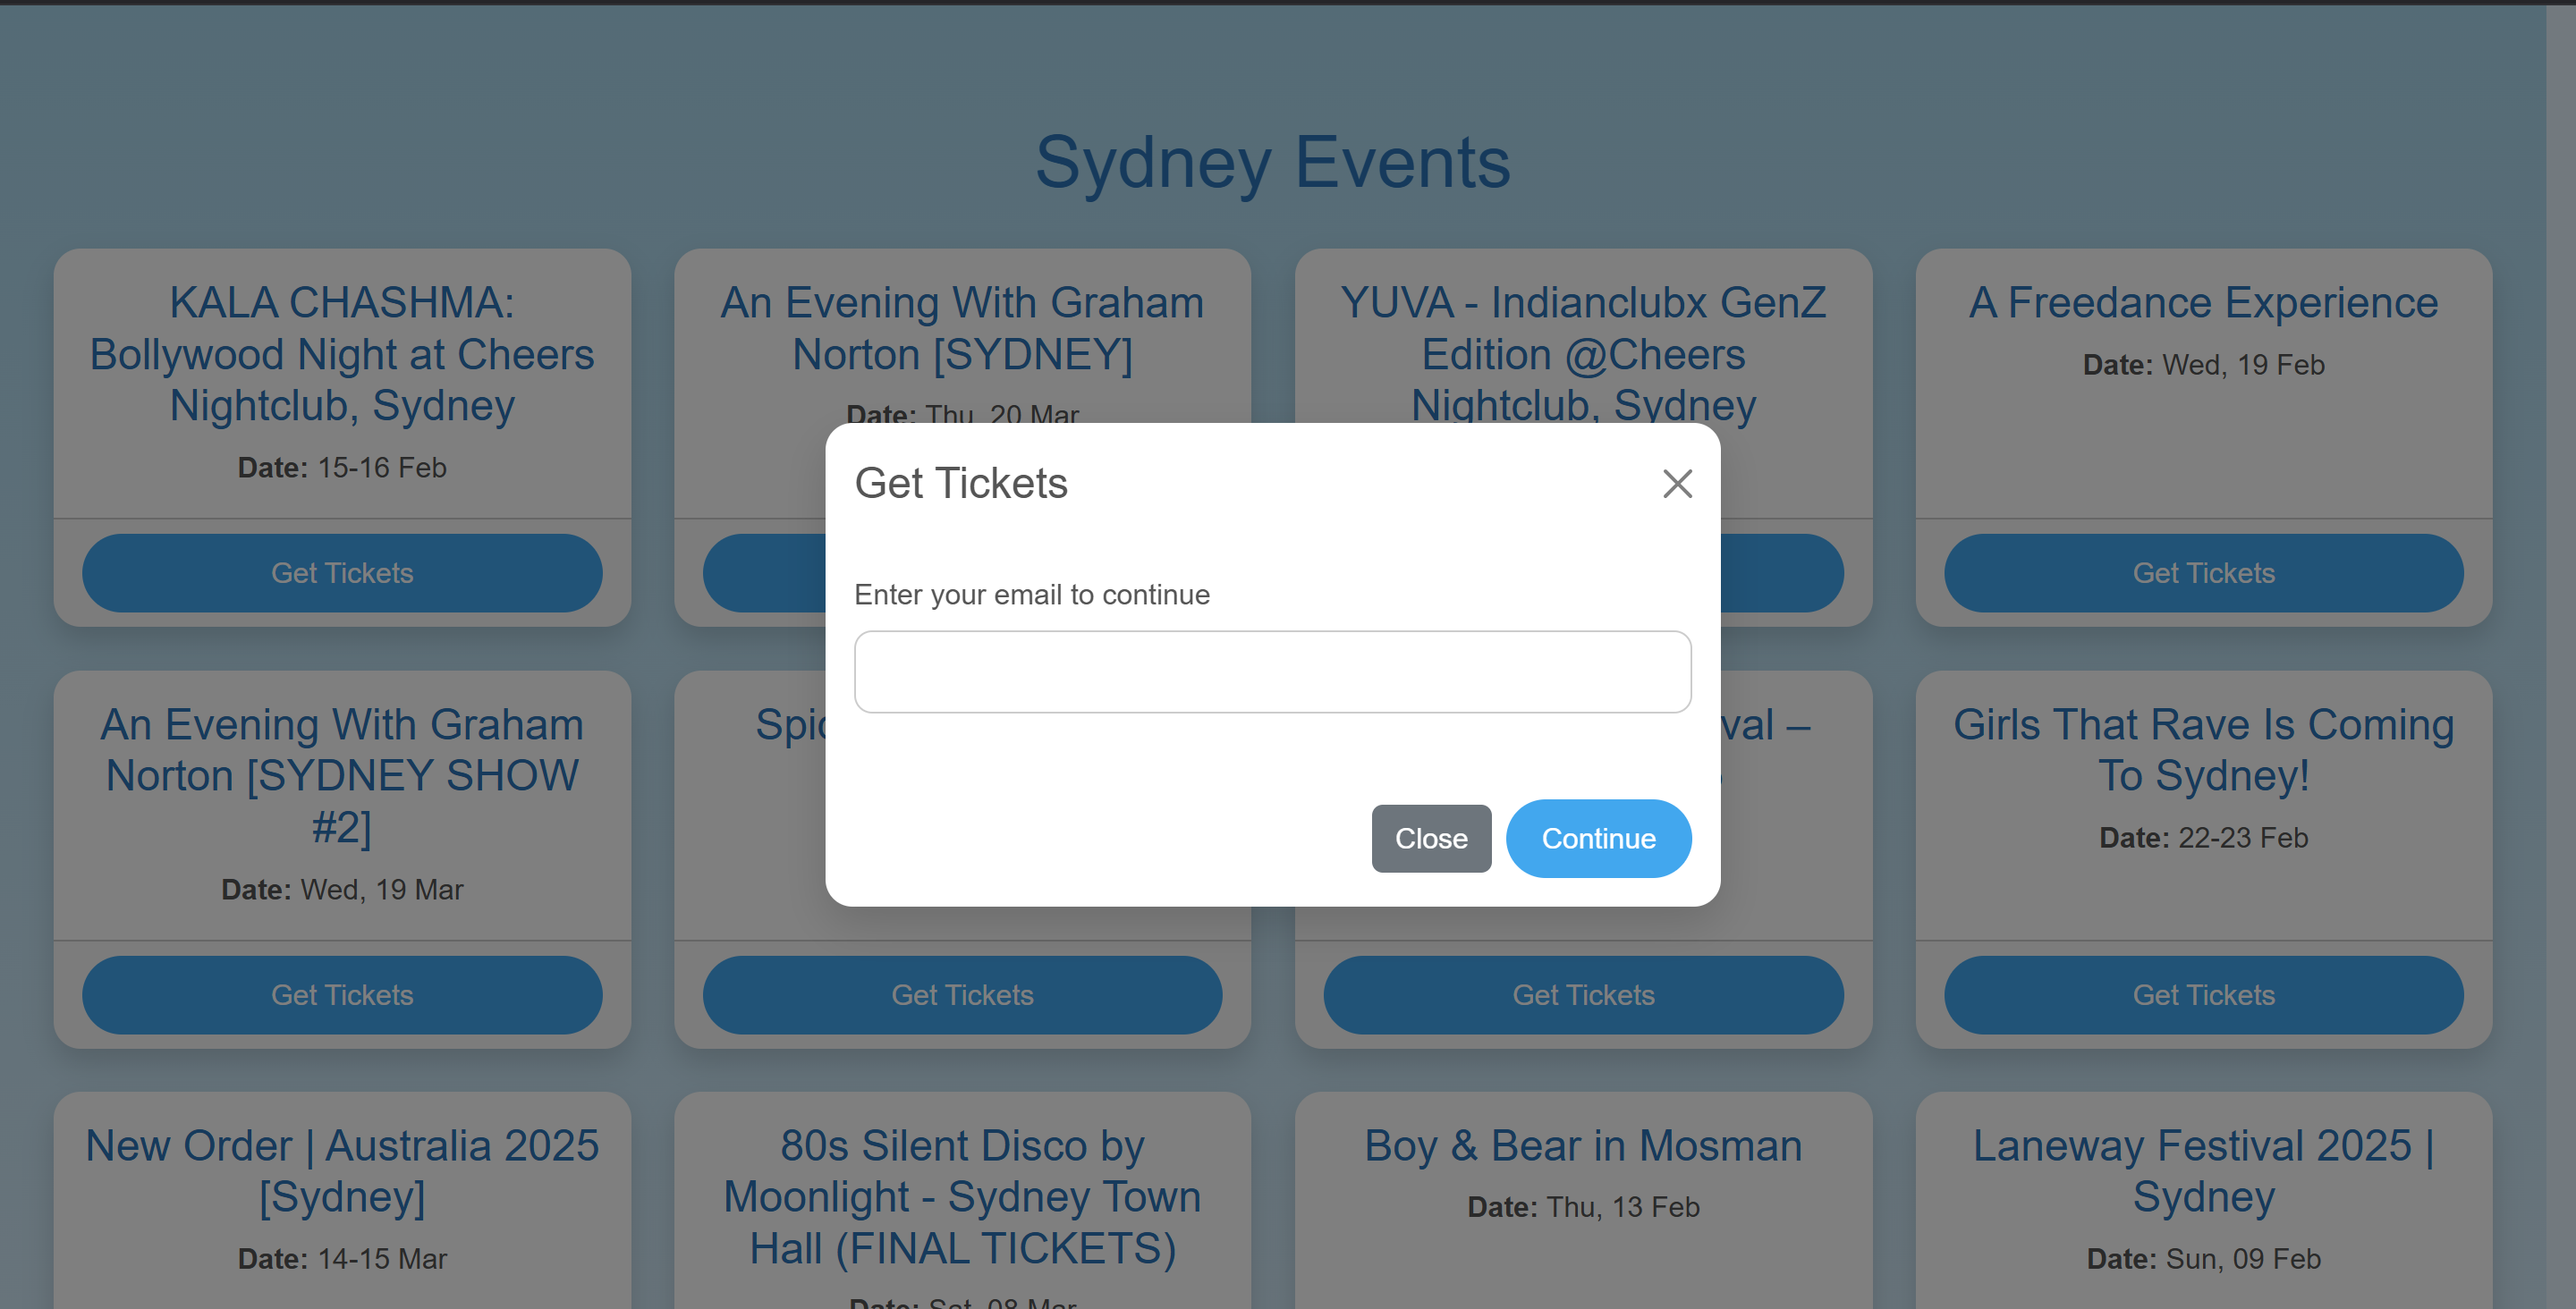 Sydney Events
KALA CHASHMA:
Bollywood Night at Cheers
Nightclub, Sydney
Date: 15-16 Feb
Get Tickets
An Evening With Graham
Norton [SYDNEY]
Date: Thu, 20 Mar
YUVA - Indianclubx GenZ
Edition @Cheers
Nightclub, Sydney
A Freedance Experience
Date: Wed, 19 Feb
Get Tickets
Get Tickets
Enter your email to continue
Close
Continue
An Evening With Graham
Norton [SYDNEY SHOW
#2]
Date: Wed, 19 Mar
Get Tickets
Get Tickets
–
Get Tickets
Girls That Rave Is Coming
To Sydney!
Date: 22-23 Feb
Get Tickets
New Order | Australia 2025
[Sydney]
Date: 14-15 Mar
80s Silent Disco by
Moonlight - Sydney Town
Hall (FINAL TICKETS)
Date: Sat, 08 Mar
Boy & Bear in Mosman
Date: Thu, 13 Feb
Laneway Festival 2025 |
Sydney
Date: Sun, 09 Feb